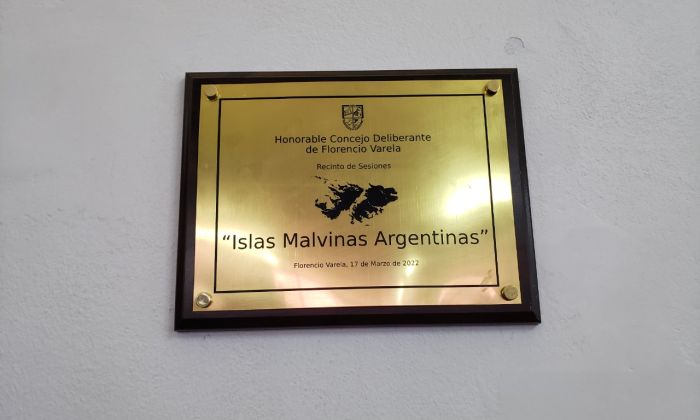 Honorable Concejo Deliberante
de Florencio Varela
Recinto de Sesiones
“Islas Malvinas Argentinas”
Florencio Varela, 17 de Marzo de 2022